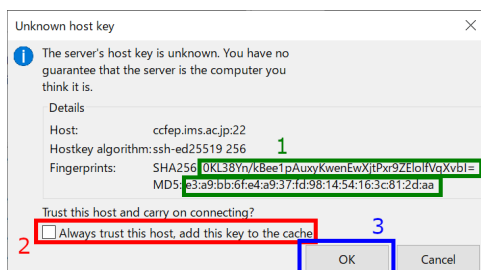 Unknown host key
The server's host key is unknown. You have no
guarantee that the server is the computer you
think it is.
Details
Host: ccfep.ims.ac.jp:22
Hostkey algorithm: ssh-ed25519 256
1
Fingerprints: SHA256: 0KL38Yn/kBee1pAuxyKwenEwXjtPxr9ZElolfVqXvbI=
MD5: e3:a9:bb:6f:e4:a9:37:fd:98:14:54:16:3c:81:2d:aa
Trust this host and carry on connecting?
2 Always trust this host, add this key to the cache
3
OK Cancel